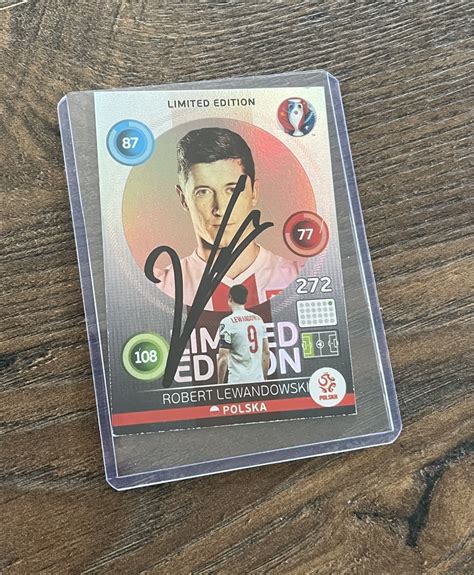 LIMITED EDITION
87
77
272
LEWANDOWSKI
9
LIMITED
EDITION
108
ROBERT LEWANDOWSKI
POLSKA
POLSKA